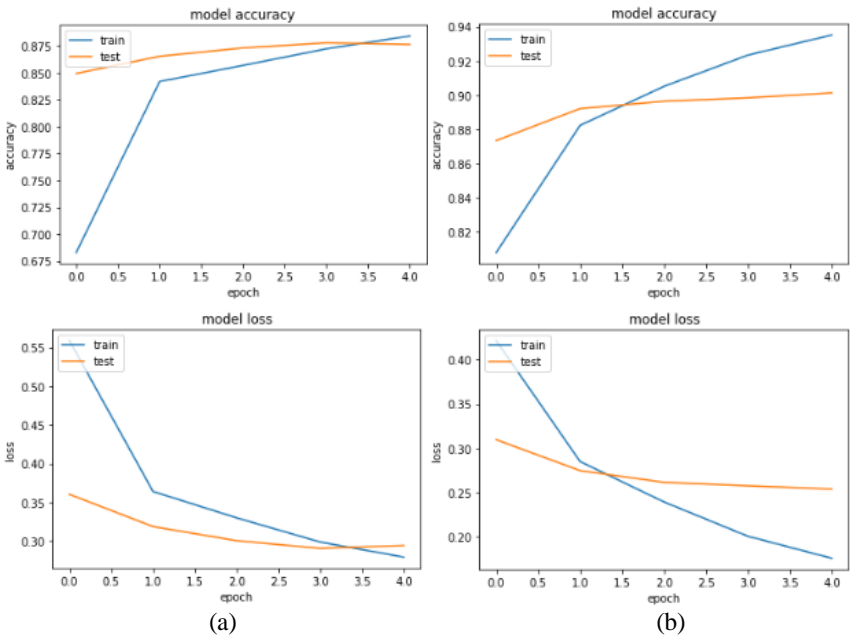 model accuracy
0.875
0.850
0.825
0.800
0.775
0.750
0.725
0.700
0.675
accuracy
train
test
0.0 0.5 1.0 1.5 2.0 2.5 3.0 3.5 4.0
epoch
model accuracy
0.94
0.92
0.90
0.88
0.86
0.84
0.82
accuracy
train
test
0.0 0.5 1.0 1.5 2.0 2.5 3.0 3.5 4.0
epoch
model loss
0.55
0.50
0.45
0.40
0.35
0.30
loss
train
test
0.0 0.5 1.0 1.5 2.0 2.5 3.0 3.5 4.0
epoch
model loss
0.40
0.35
0.30
0.25
0.20
loss
train
test
0.0 0.5 1.0 1.5 2.0 2.5 3.0 3.5 4.0
epoch
(a)
(b)